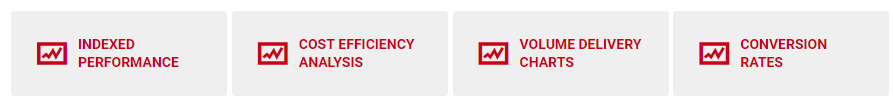 INDEXED
PERFORMANCE
COST EFFICIENCY
ANALYSIS
VOLUME DELIVERY
CHARTS
CONVERSION
RATES